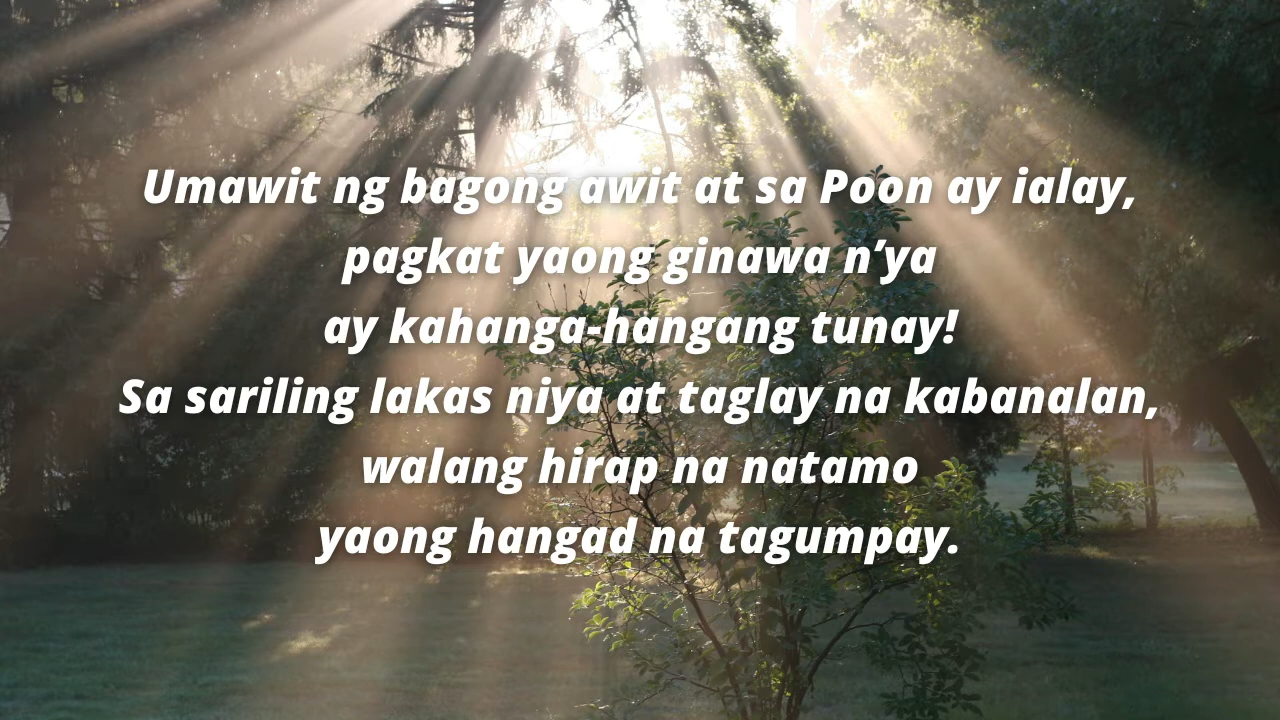 Umawit ng bagong awit at sa Poon ay ialay,
pagkat yaong ginawa n’ya
ay kahanga-hangang tunay!
Sa sariling lakas niya at taglay na kabanalan,
walang hirap na natamo
yaong hangad na tagumpay.